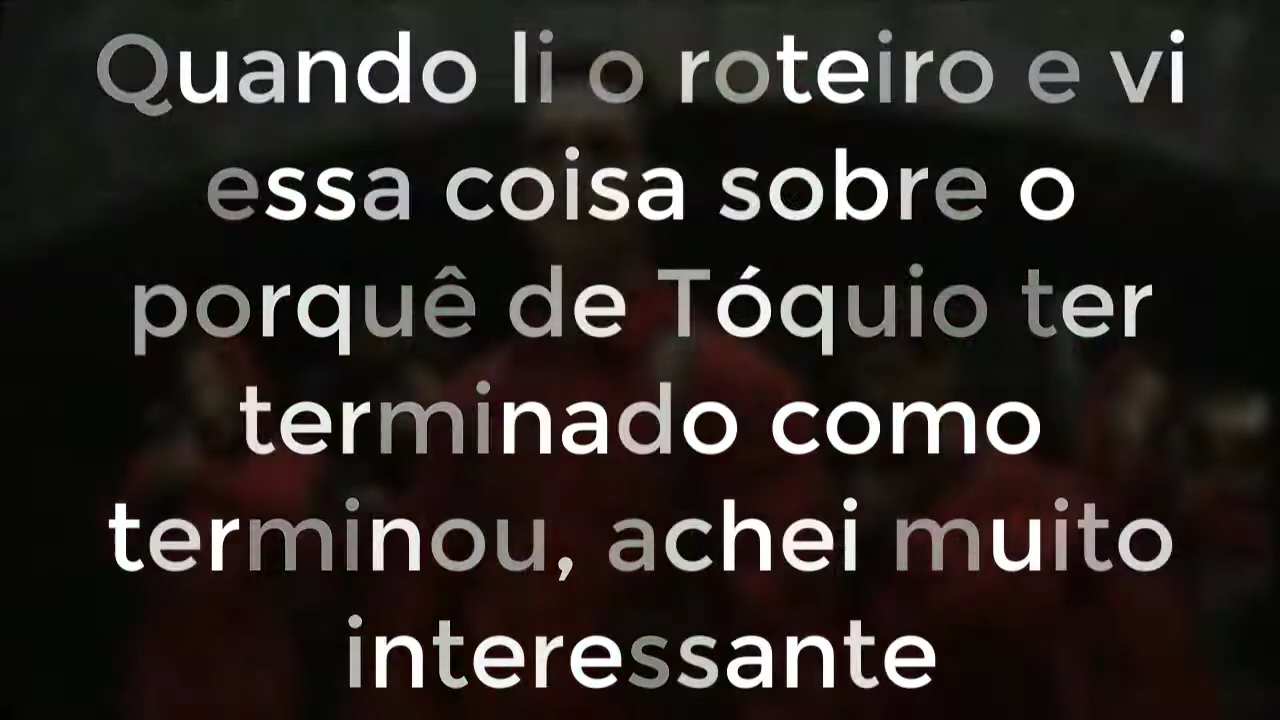 Quando li o roteiro e vi
essa coisa sobre o
porquê de Tóquio ter
terminado como
terminou, achei muito
interessante